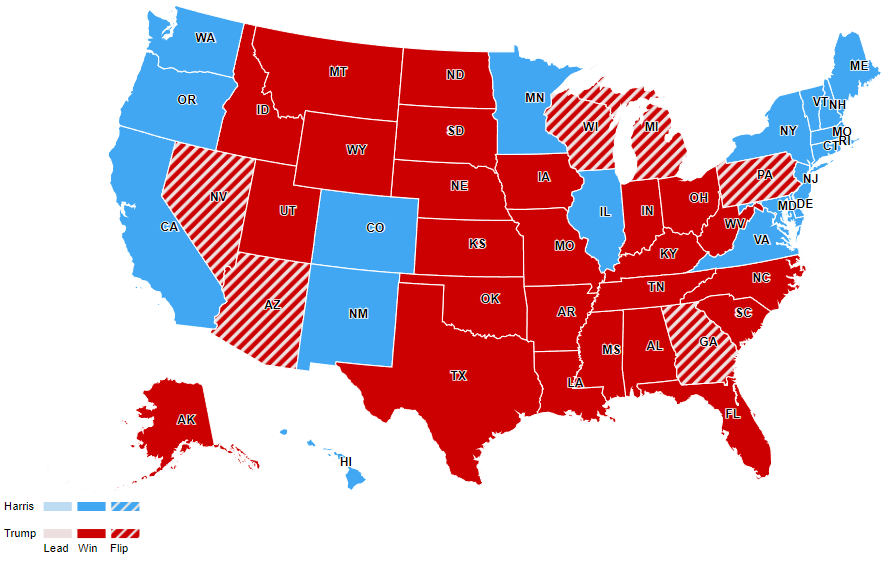 WA
ME
MT
ND
MN
VT
NH
OR
ID
SD
WI
MI
NY
MO
RI
CT
WY
IA
PA
NJ
NE
NV
UT
OH
IN
IL
MD
DE
CA
CO
WV
VA
KS
MO
KY
NC
TN
AZ
NM
OK
AR
SC
GA
MS
AL
TX
LA
FL
AK
HI
Harris
Trump
Lead Win Flip